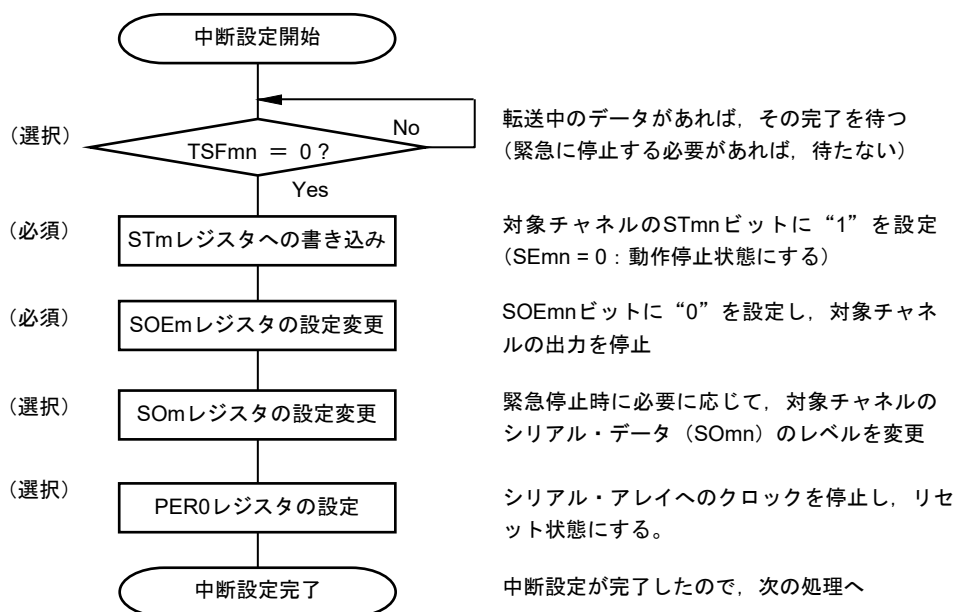 中断設定開始
(選択)
TSFmn = 0 ?
No
Yes
転送中のデータがあれば,その完了を待つ
(緊急に停止する必要があれば,待たない)
(必須)
STmレジスタへの書き込み
対象チャネルのSTmnビットに“1”を設定
(SEmn = 0:動作停止状態にする)
(必須)
SOEmレジスタの設定変更
SOEmnビットに“0”を設定し,対象チャネ
ルの出力を停止
(選択)
SOmレジスタの設定変更
緊急停止時に必要に応じて,対象チャネルの
シリアル・データ(SOmn)のレベルを変更
(選択)
PER0レジスタの設定
シリアル・アレイへのクロックを停止し,リセ
ット状態にする。
中断設定完了
中断設定が完了したので,次の処理へ